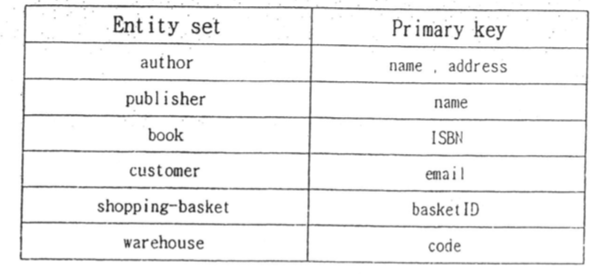 Entity set Primary key
author name , address
publisher name
book ISBN
customer email
shopping-basket basketID
warehouse code